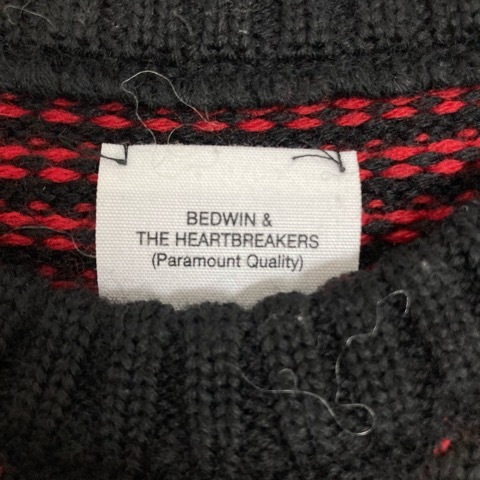 BEDWIN &
THE HEARTBREAKERS
(Paramount Quality)